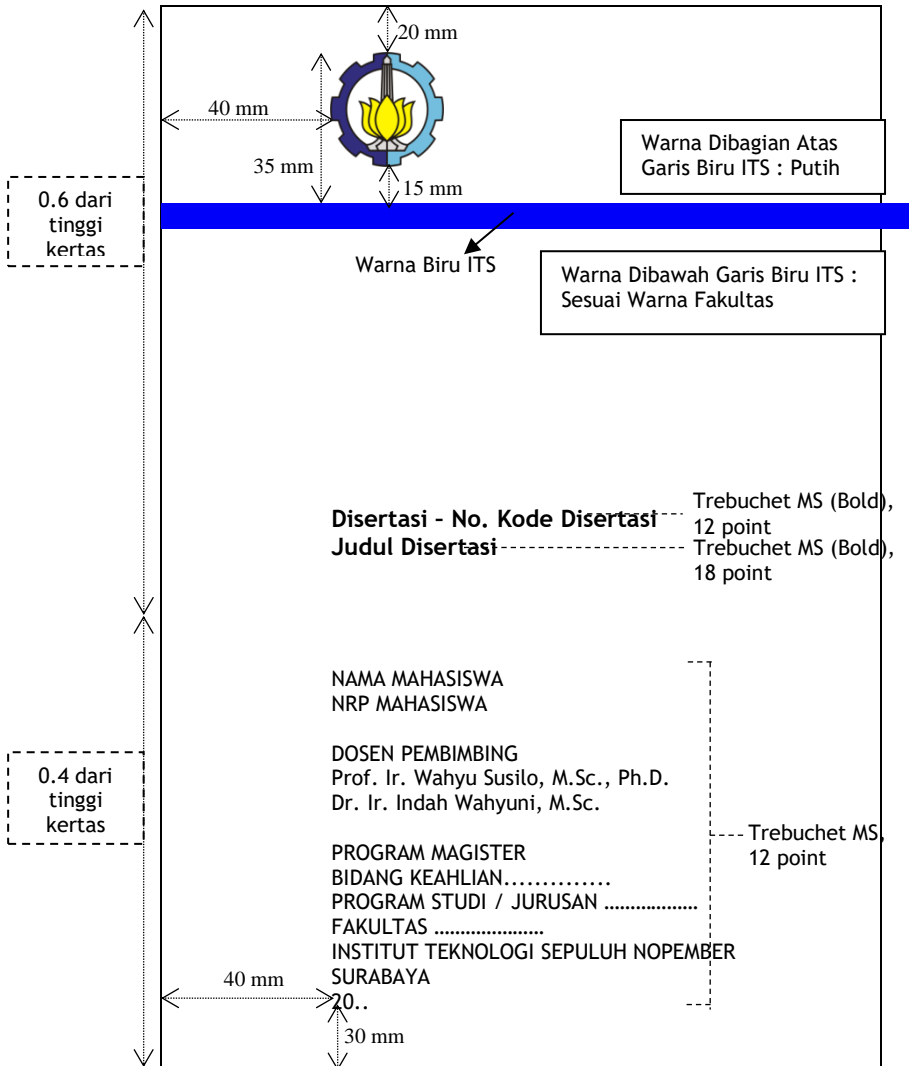 20 mm
40 mm
35 mm
15 mm
Warna Dibagian Atas
Garis Biru ITS : Putih
0.6 dari
tinggi
kertas
Warna Biru ITS
Warna Dibawah Garis Biru ITS :
Sesuai Warna Fakultas
Disertasi – No. Kode Disertasi
Trebuchet MS (Bold),
12 point
Judul Disertasi
Trebuchet MS (Bold),
18 point
NAMA MAHASISWA
NRP MAHASISWA
DOSEN PEMBIMBING
Prof. Ir. Wahyu Susilo, M.Sc., Ph.D.
Dr. Ir. Indah Wahyuni, M.Sc.
0.4 dari
tinggi
kertas
Trebuchet MS,
12 point
PROGRAM MAGISTER
BIDANG KEAHLIAN..............
PROGRAM STUDI / JURUSAN ..................
FAKULTAS .....................
INSTITUT TEKNOLOGI SEPULUH NOPEMBER
SURABAYA
20..
40 mm
30 mm